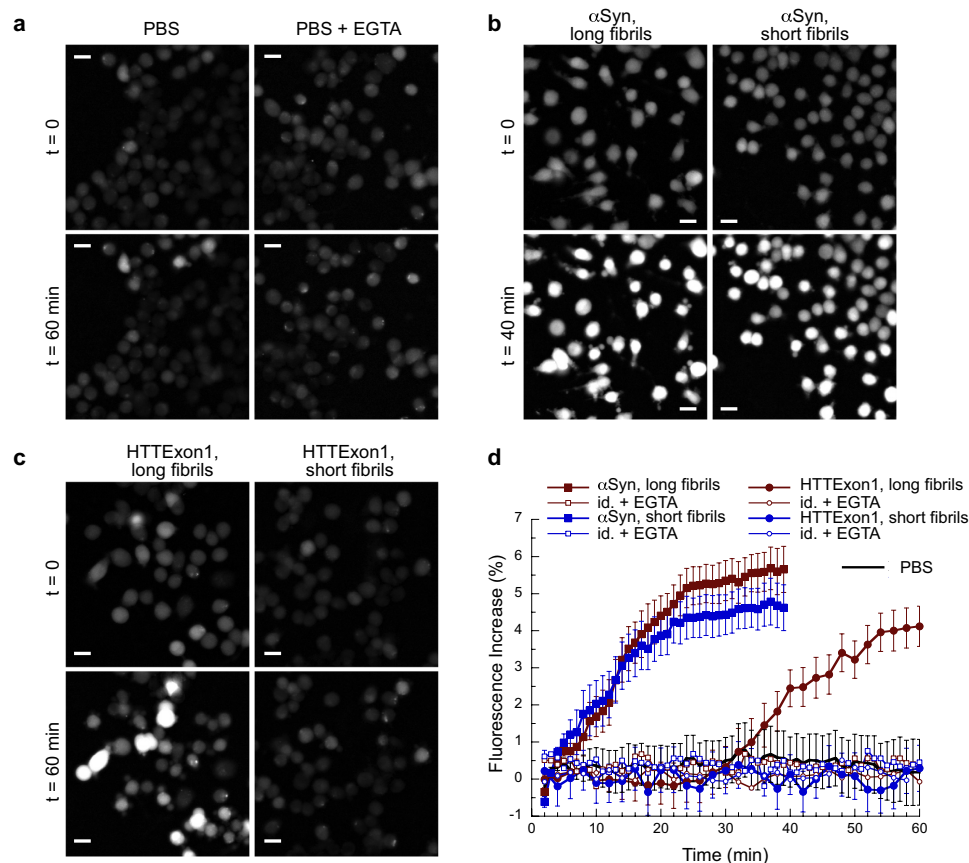 a
PBS
PBS + EGTA
t = 0
t = 60 min
b
αSyn,
long fibrils
αSyn,
short fibrils
t = 0
t = 40 min
c
HTTExon1,
long fibrils
HTTExon1,
short fibrils
t = 0
t = 60 min
d
αSyn, long fibrils
id. + EGTA
αSyn, short fibrils
id. + EGTA
HTTExon1, long fibrils
id. + EGTA
HTTExon1, short fibrils
id. + EGTA
PBS
Fluorescence Increase (%)
7
6
5
4
3
2
1
0
-1
0 10 20 30 40 50 60
Time (min)